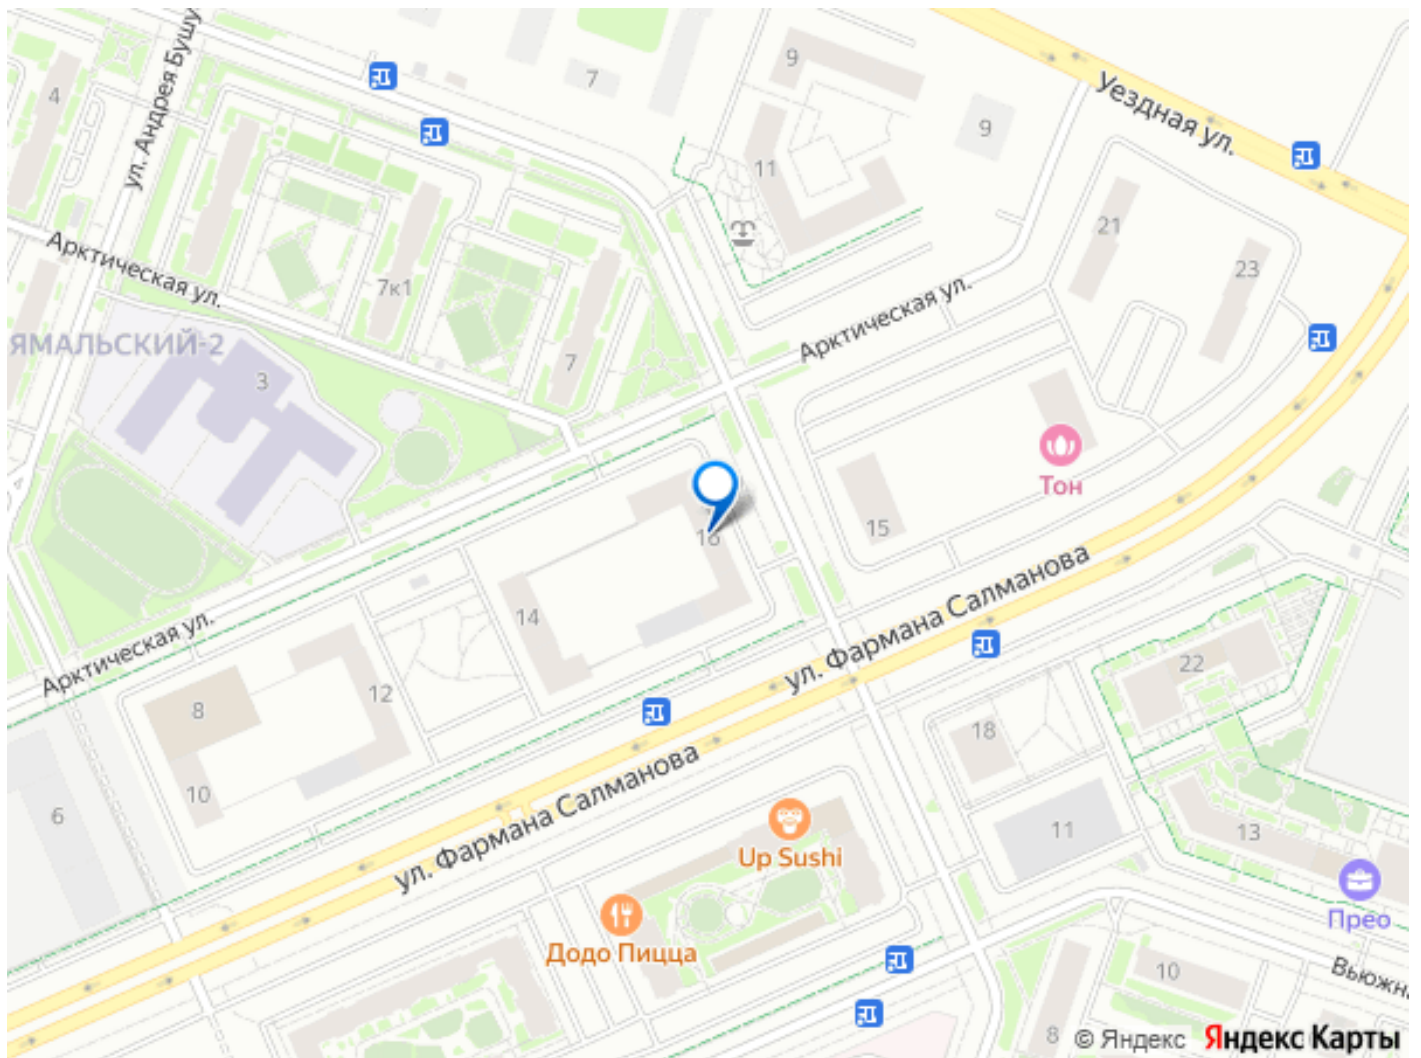 ул. Андрея Бушу
4
7
9
9
11
Уездная ул.
21
23
Арктическая ул.
7к1
7
ЯМАЛЬСКИЙ-2
3
Арктическая ул.
Тон
15
16
14
ул. Фармана Салманова
Арктическая ул.
8
12
10
6
22
18
13
11
ул. Фармана Салманова
Up Sushi
Додо Пицца
Прео
10
8
Вьюжна
© Яндекс Яндекс Карты